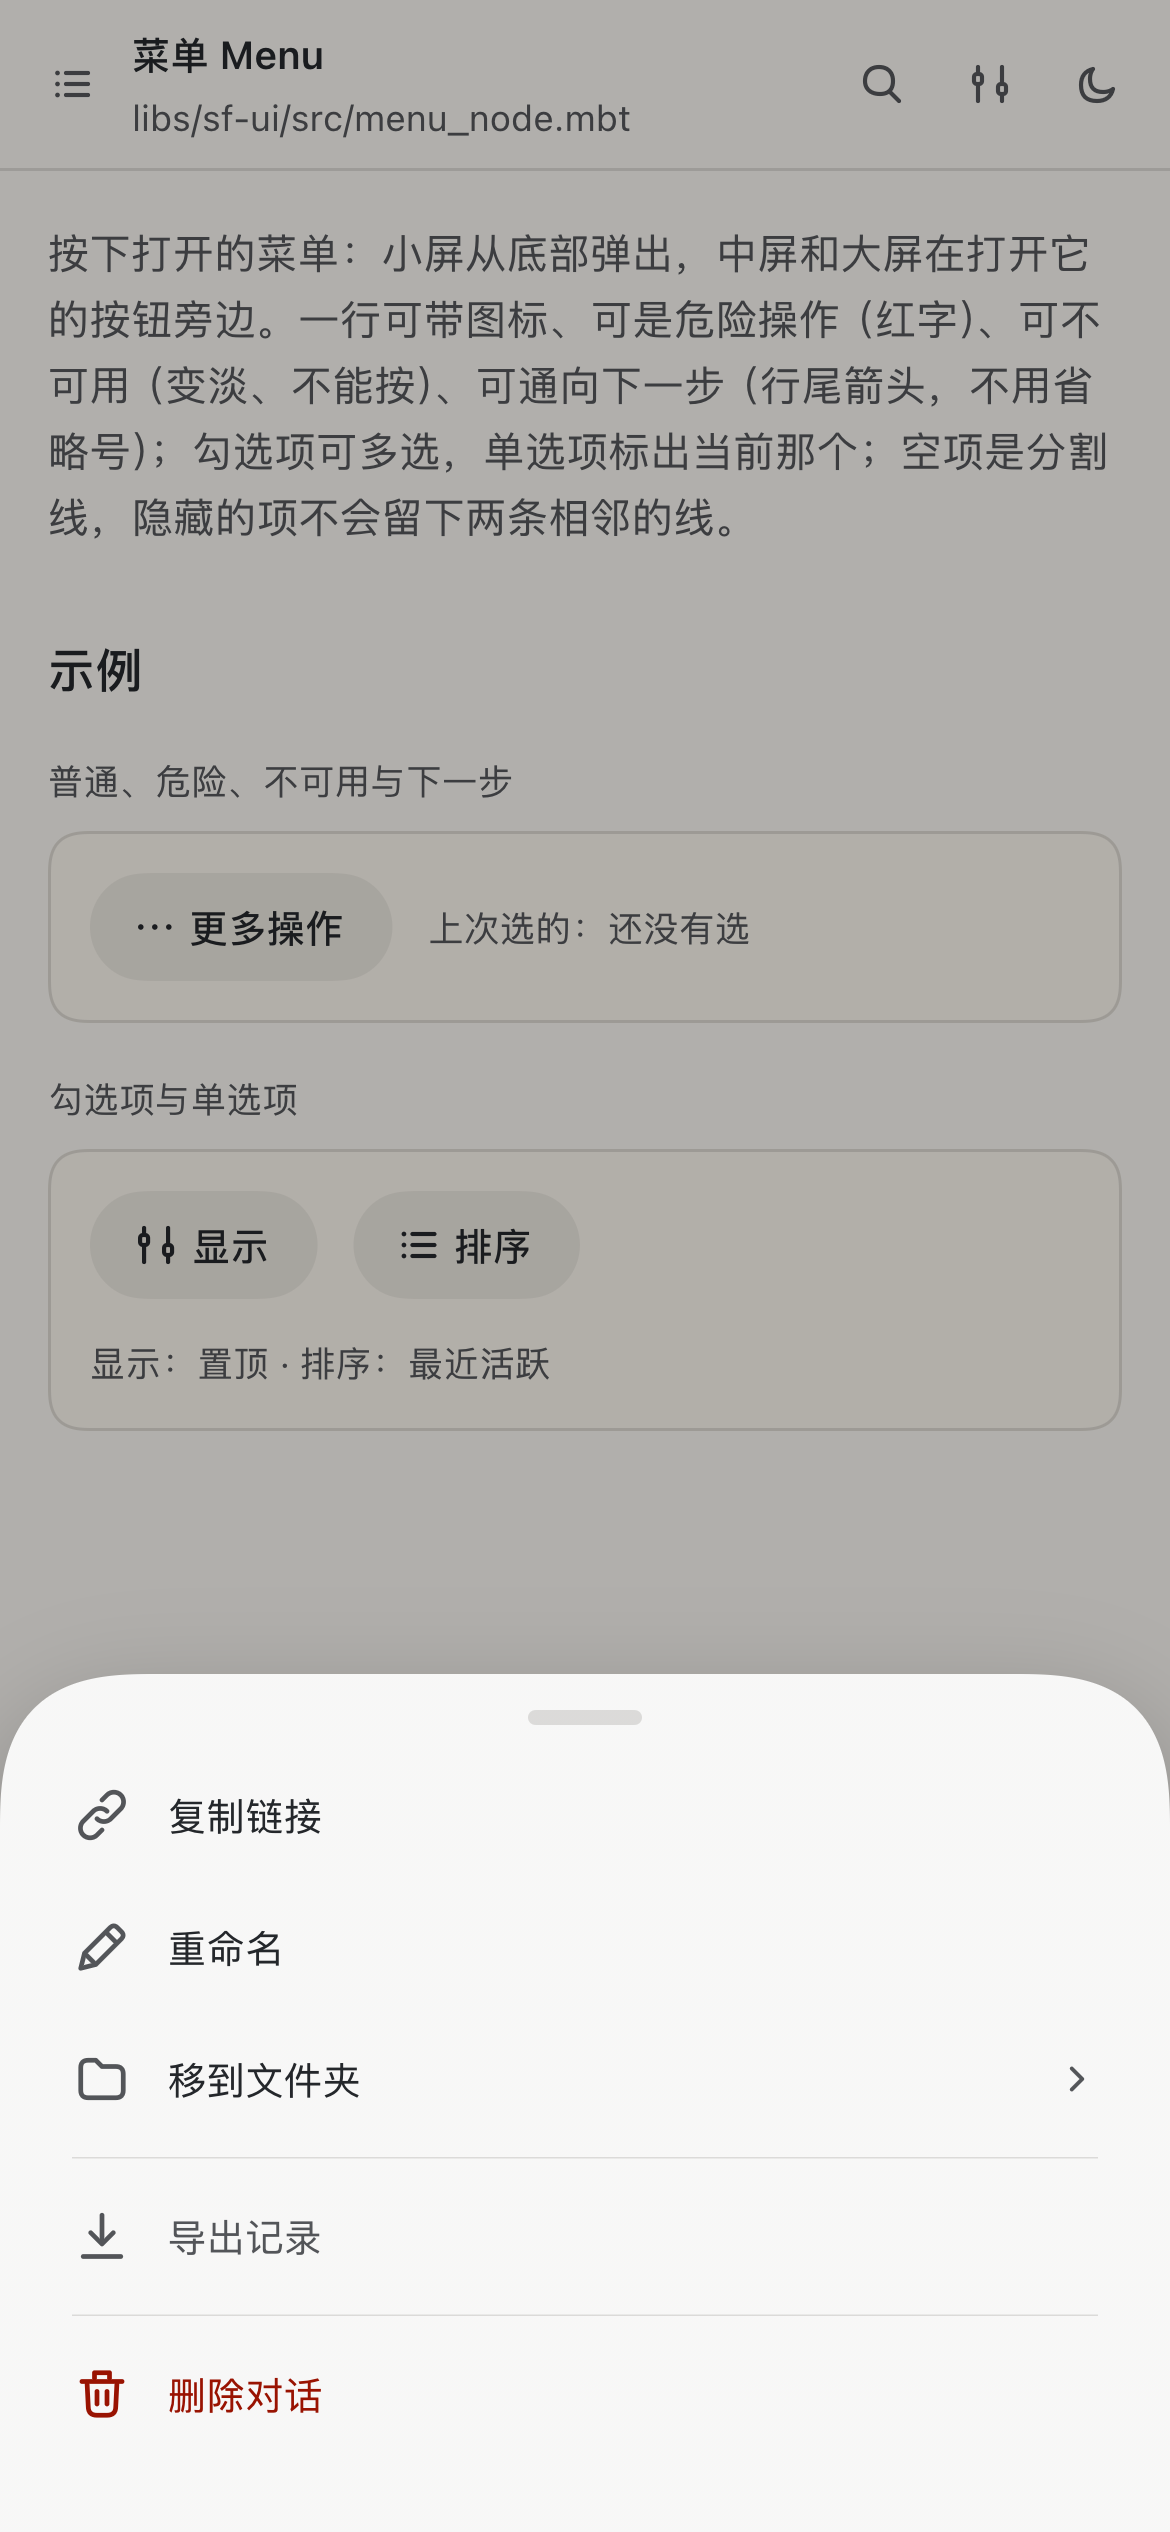 菜单 Menu
libs/sf-ui/src/menu_node.mbt
按下打开的菜单：小屏从底部弹出，中屏和大屏在打开它
的按钮旁边。一行可带图标、可是危险操作（红字）、可不
可用（变淡、不能按）、可通向下一步（行尾箭头，不用省
略号）；勾选项可多选，单选项标出当前那个；空项是分割
线，隐藏的项不会留下两条相邻的线。
示例
普通、危险、不可用与下一步
更多操作
上次选的：还没有选
勾选项与单选项
显示
排序
显示：置顶 · 排序：最近活跃
复制链接
重命名
移到文件夹
导出记录
删除对话